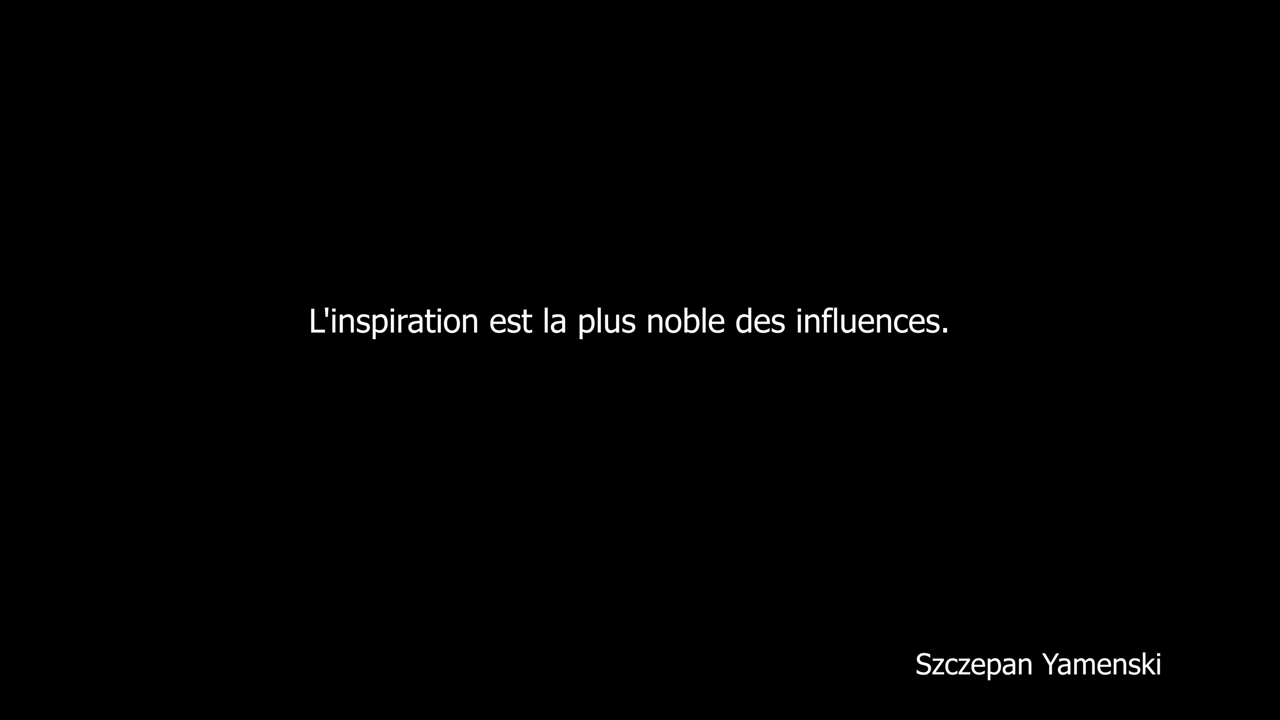 L'inspiration est la plus noble des influences.
Szczepan Yamenski